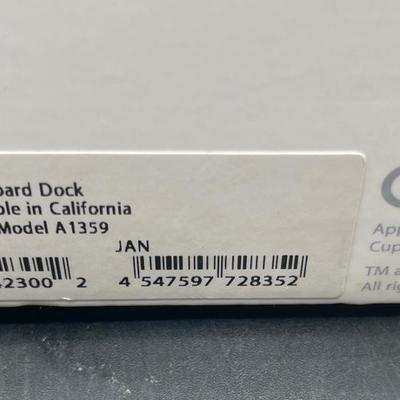 oard Dock
ple in California
Model A1359
JAN
2300 2
4 547597 728352
App
Cup
TM a
All rig